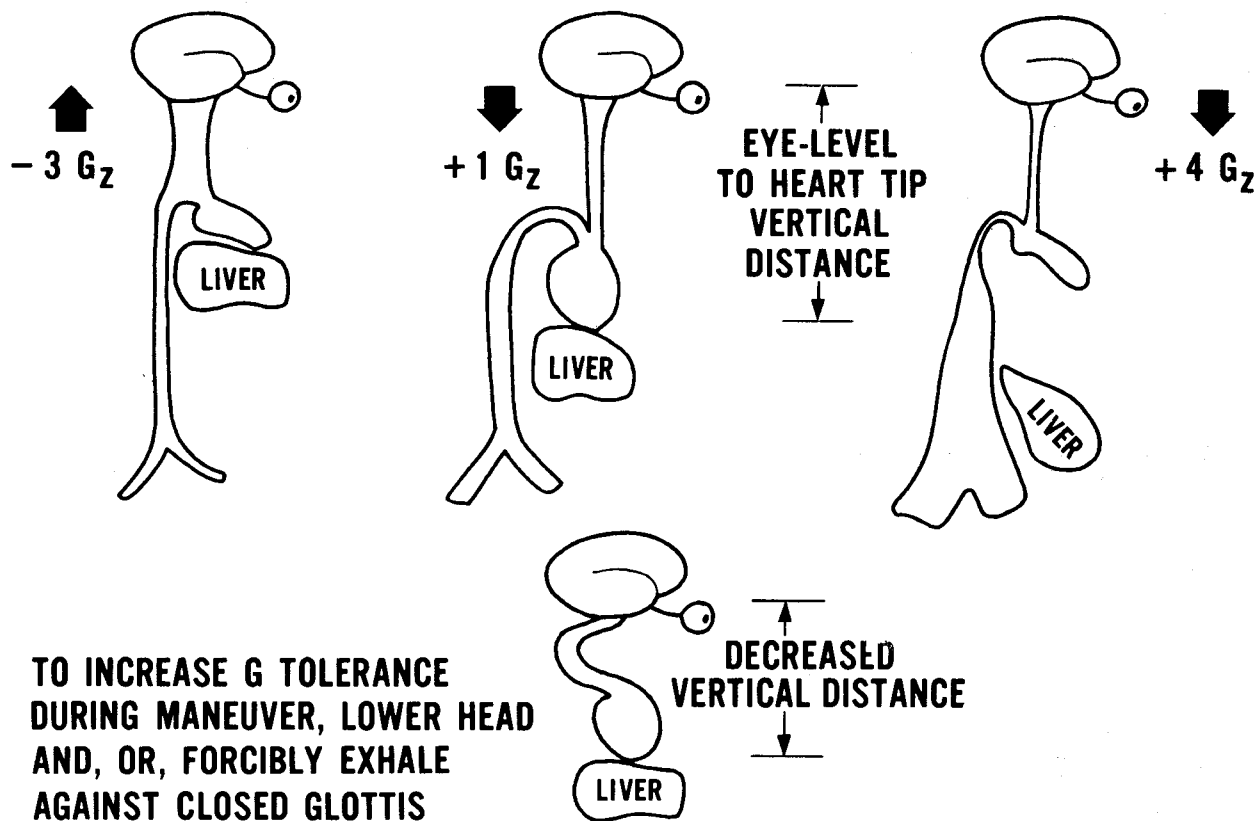 − 3 Gz
LIVER
+ 1 Gz
LIVER
EYE-LEVEL
TO HEART TIP
VERTICAL
DISTANCE
+ 4 Gz
LIVER
TO INCREASE G TOLERANCE
DURING MANEUVER, LOWER HEAD
AND, OR, FORCIBLY EXHALE
AGAINST CLOSED GLOTTIS
DECREASED
VERTICAL DISTANCE
LIVER